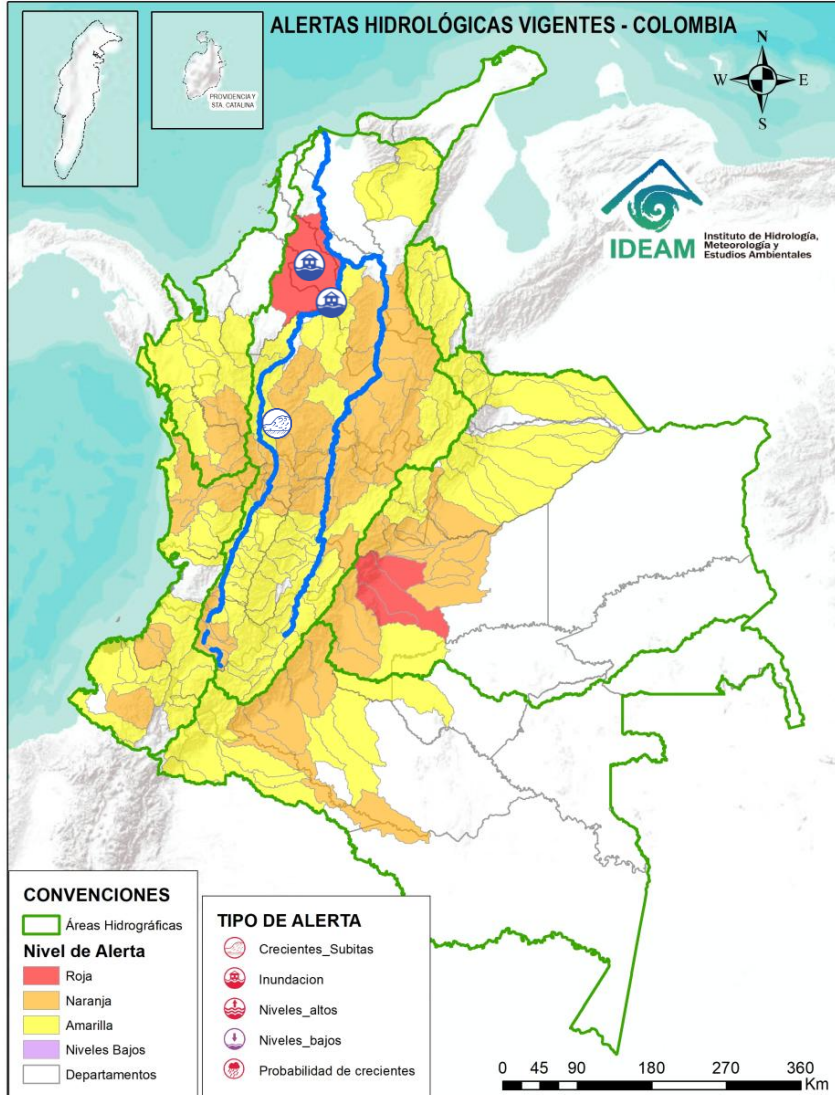 ALERTAS HIDROLÓGICAS VIGENTES - COLOMBIA
PROVIDENCIA Y
STA. CATALINA
N
W
E
S
IDEAM
Instituto de Hidrología,
Meteorología y
Estudios Ambientales
CONVENCIONES
Áreas Hidrográficas
Nivel de Alerta
Roja
Naranja
Amarilla
Niveles Bajos
Departamentos
TIPO DE ALERTA
Crecientes_Subitas
Inundacion
Niveles_altos
Niveles_bajos
Probabilidad de crecientes
0 45 90 180 270 360
Km